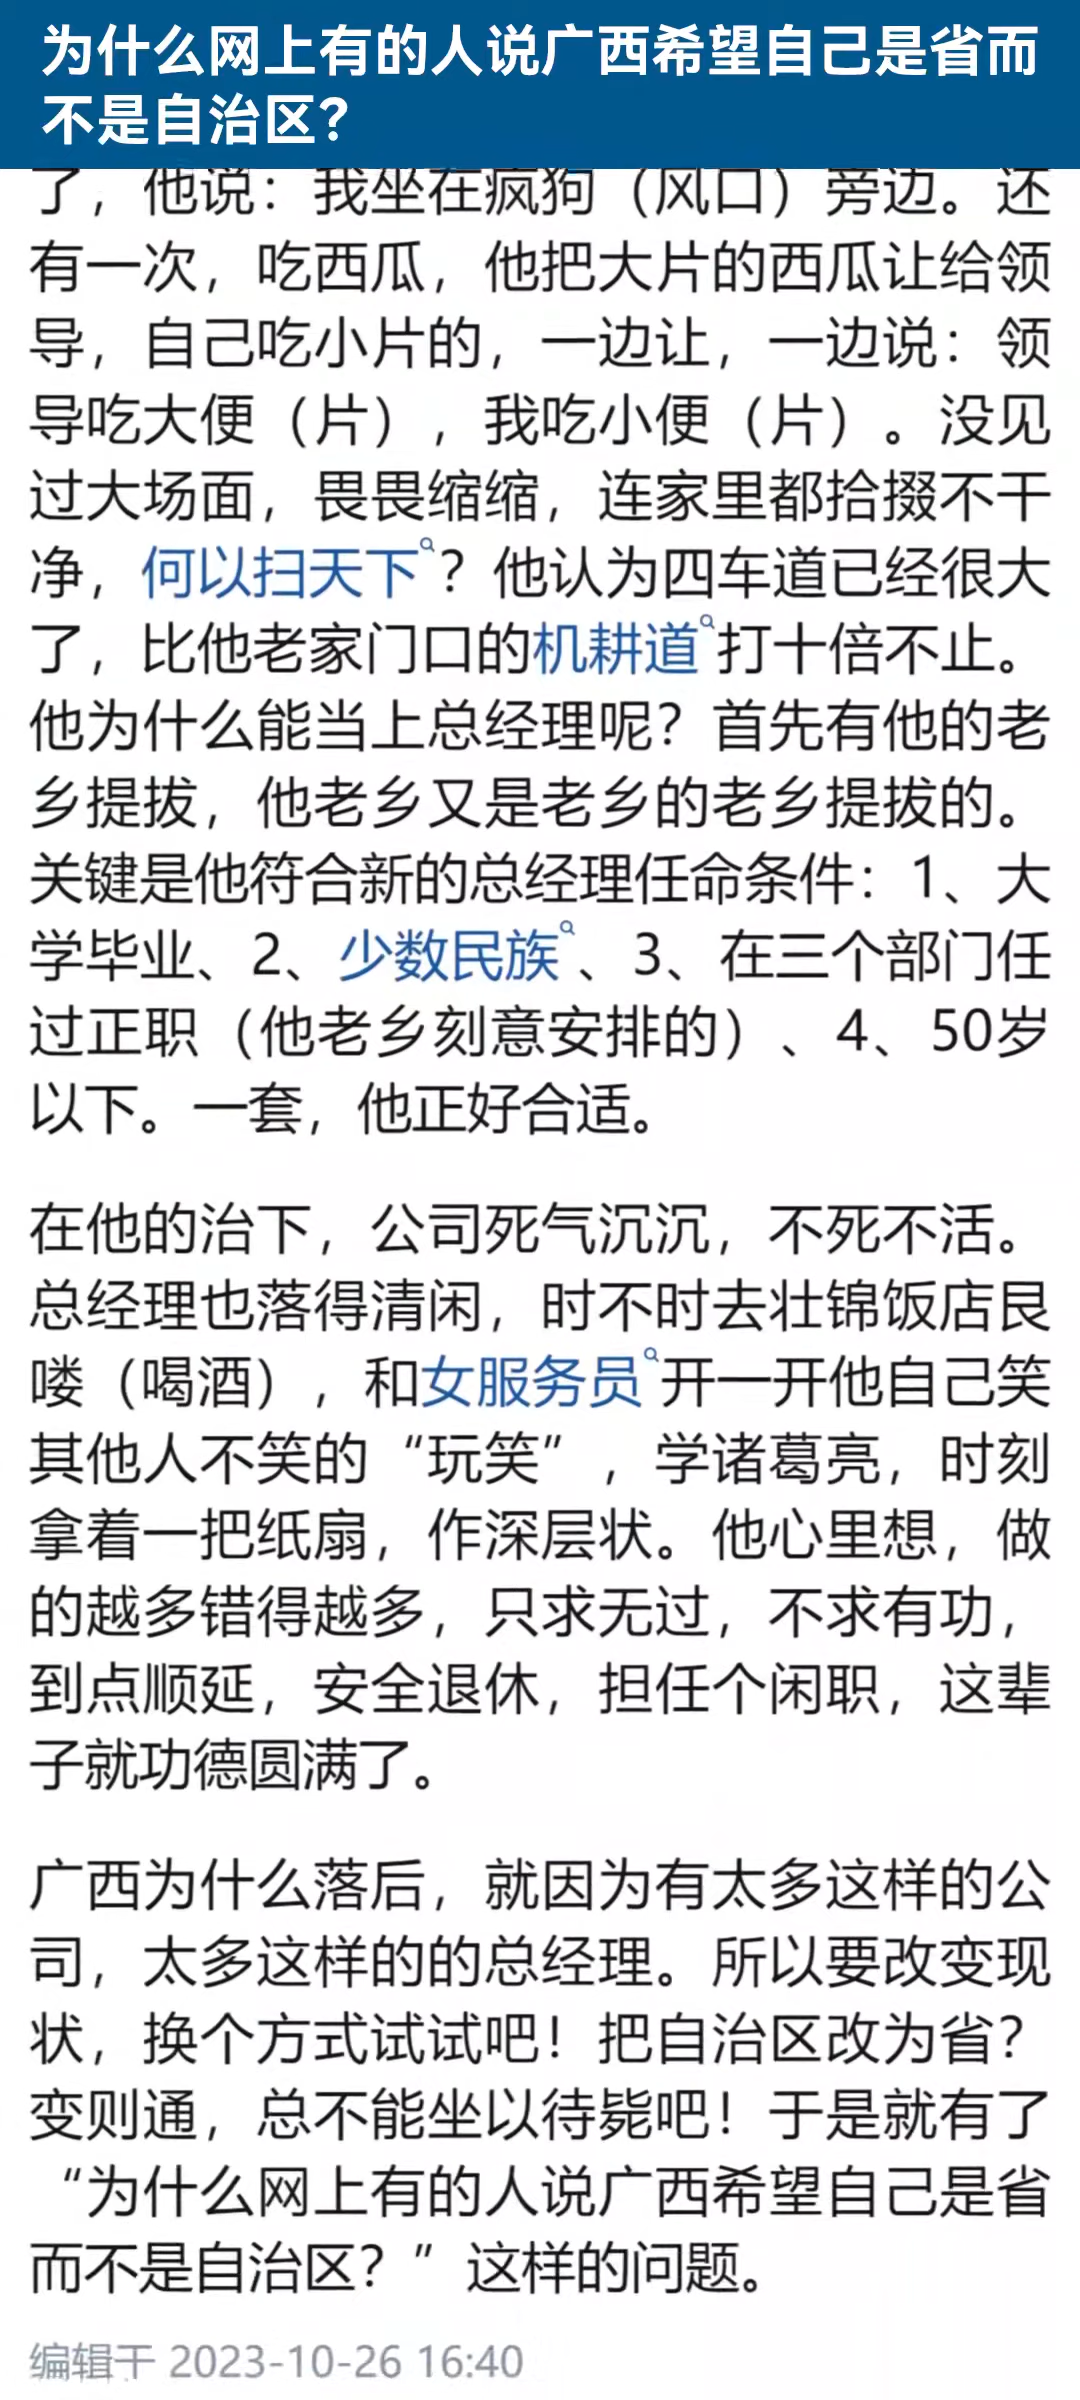 为什么网上有的人说广西希望自己是省而
不是自治区？
了，他说：我坐在疯狗（风口）旁边。还
有一次，吃西瓜，他把大片的西瓜让给领
导，自己吃小片的，一边让，一边说：领
导吃大便（片），我吃小便（片）。没见
过大场面，畏畏缩缩，连家里都拾掇不干
净，何以扫天下？他认为四车道已经很大
了，比他老家门口的机耕道打十倍不止。
他为什么能当上总经理呢？首先有他的老
乡提拔，他老乡又是老乡的老乡提拔的。
关键是他符合新的总经理任命条件：1、大
学毕业、2、少数民族、3、在三个部门任
过正职（他老乡刻意安排的）、4、50岁
以下。一套，他正好合适。
在他的治下，公司死气沉沉，不死不活。
总经理也落得清闲，时不时去壮锦饭店艮
喽（喝酒），和女服务员开一开他自己笑
其他人不笑的“玩笑”，学诸葛亮，时刻
拿着一把纸扇，作深层状。他心里想，做
的越多错得越多，只求无过，不求有功，
到点顺延，安全退休，担任个闲职，这辈
子就功德圆满了。
广西为什么落后，就因为有太多这样的公
司，太多这样的的总经理。所以要改变现
状，换个方式试试吧！把自治区改为省？
变则通，总不能坐以待毙吧！于是就有了
“为什么网上有的人说广西希望自己是省
而不是自治区？”这样的问题。
编辑于 2023-10-26 16:40